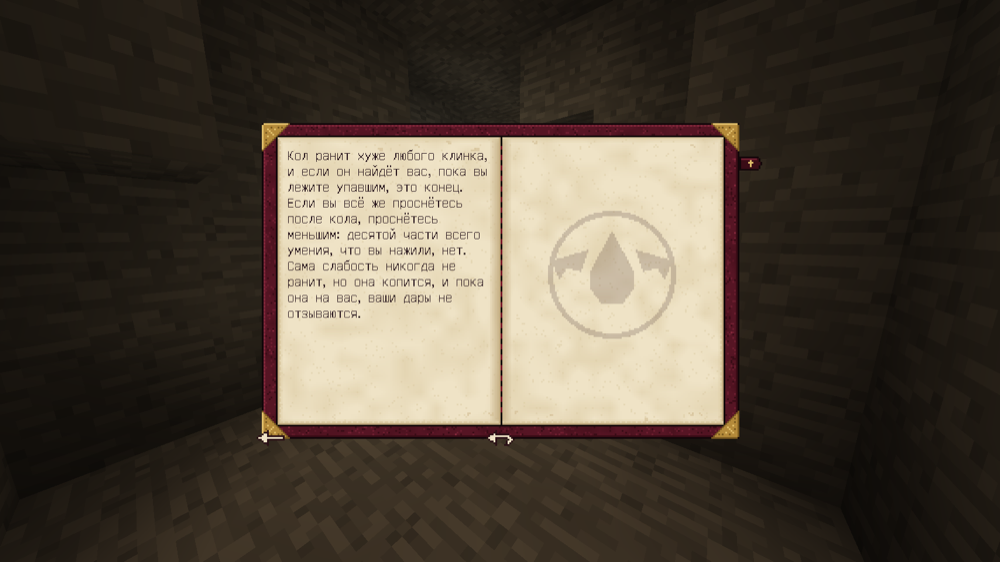 Кол ранит хуже любого клинка,
и если он найдёт вас, пока вы
лежите упавшим, это конец.
Если вы всё же проснётесь
после кола, проснётесь
меньшим: десятой части всего
умения, что вы нажили, нет.
Сама слабость никогда не
ранит, но она копится, и пока
она на вас, ваши дары не
отзываются.